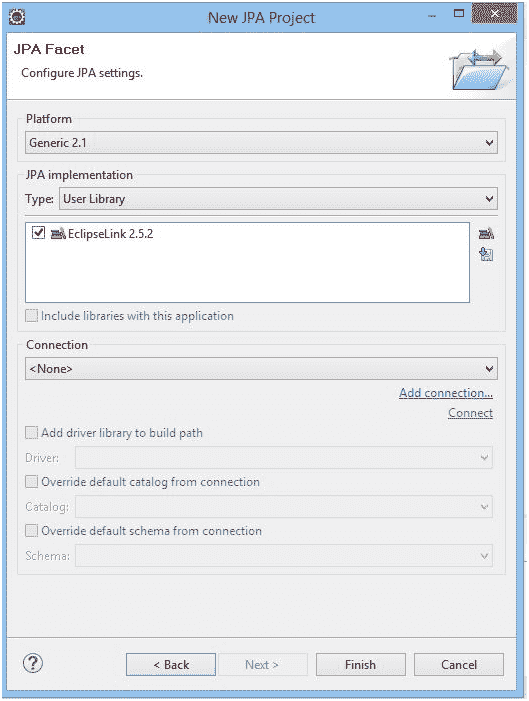 New JPA Project
JPA Facet
Configure JPA settings.
Platform
Generic 2.1
JPA implementation
Type: User Library
EclipseLink 2.5.2
Include libraries with this application
Connection
<None>
Add connection...
Connect
Add driver library to build path
Driver:
Override default catalog from connection
Catalog:
Override default schema from connection
Schema:
? < Back Next > Finish Cancel